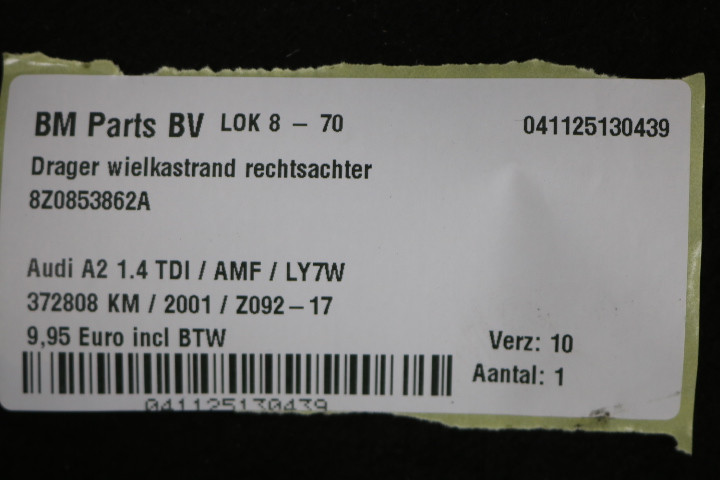 BM Parts BV LOK 8 - 70 041125130439
Drager wielkastrand rechtsachter
8Z0853862A
Audi A2 1.4 TDI / AMF / LY7W
372808 KM / 2001 / Z092-17
9,95 Euro incl BTW
Verz: 10
Aantal: 1
041125130439